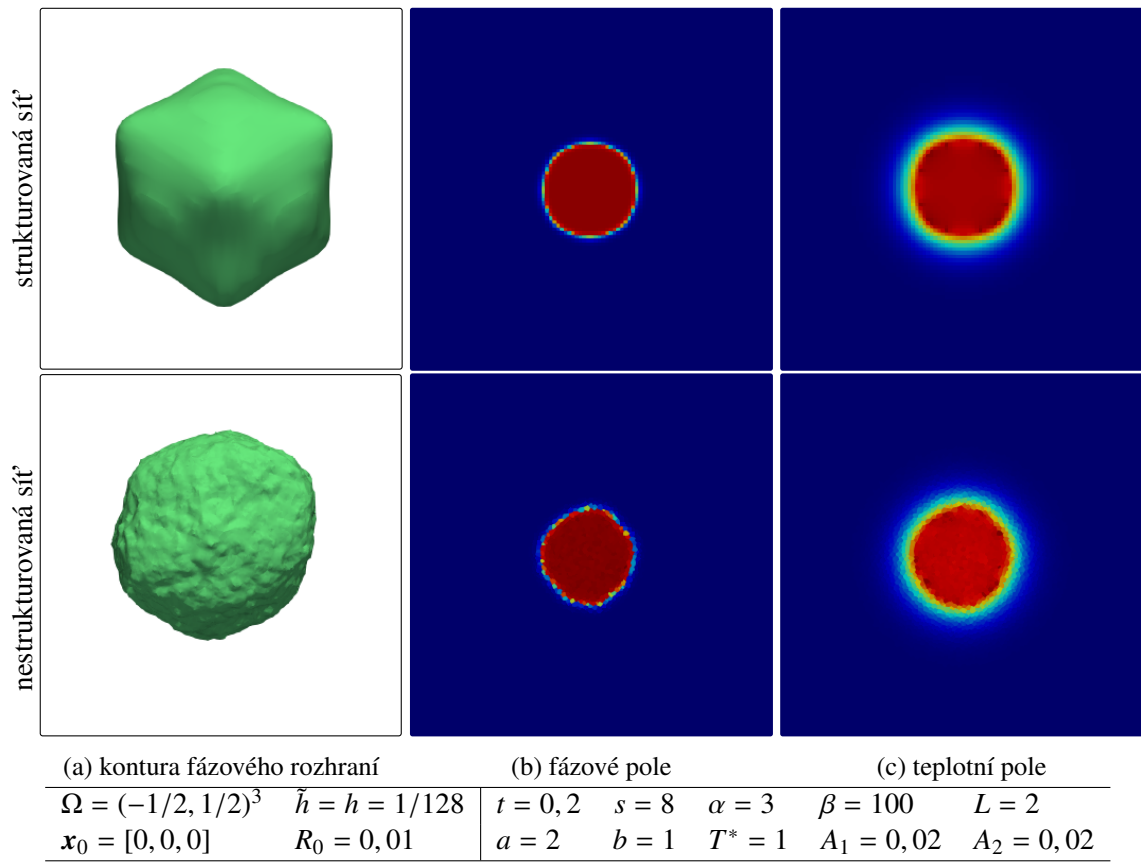 strukturovaná síť
nestrukturovaná síť
(a) kontura fázového rozhraní (b) fázové pole (c) teplotní pole
Ω = (−1/2, 1/2)³ h̃ = h = 1/128 t = 0,2 s = 8 α = 3 β = 100 L = 2
𝒙₀ = [0, 0, 0] R₀ = 0,01 a = 2 b = 1 T* = 1 A₁ = 0,02 A₂ = 0,02